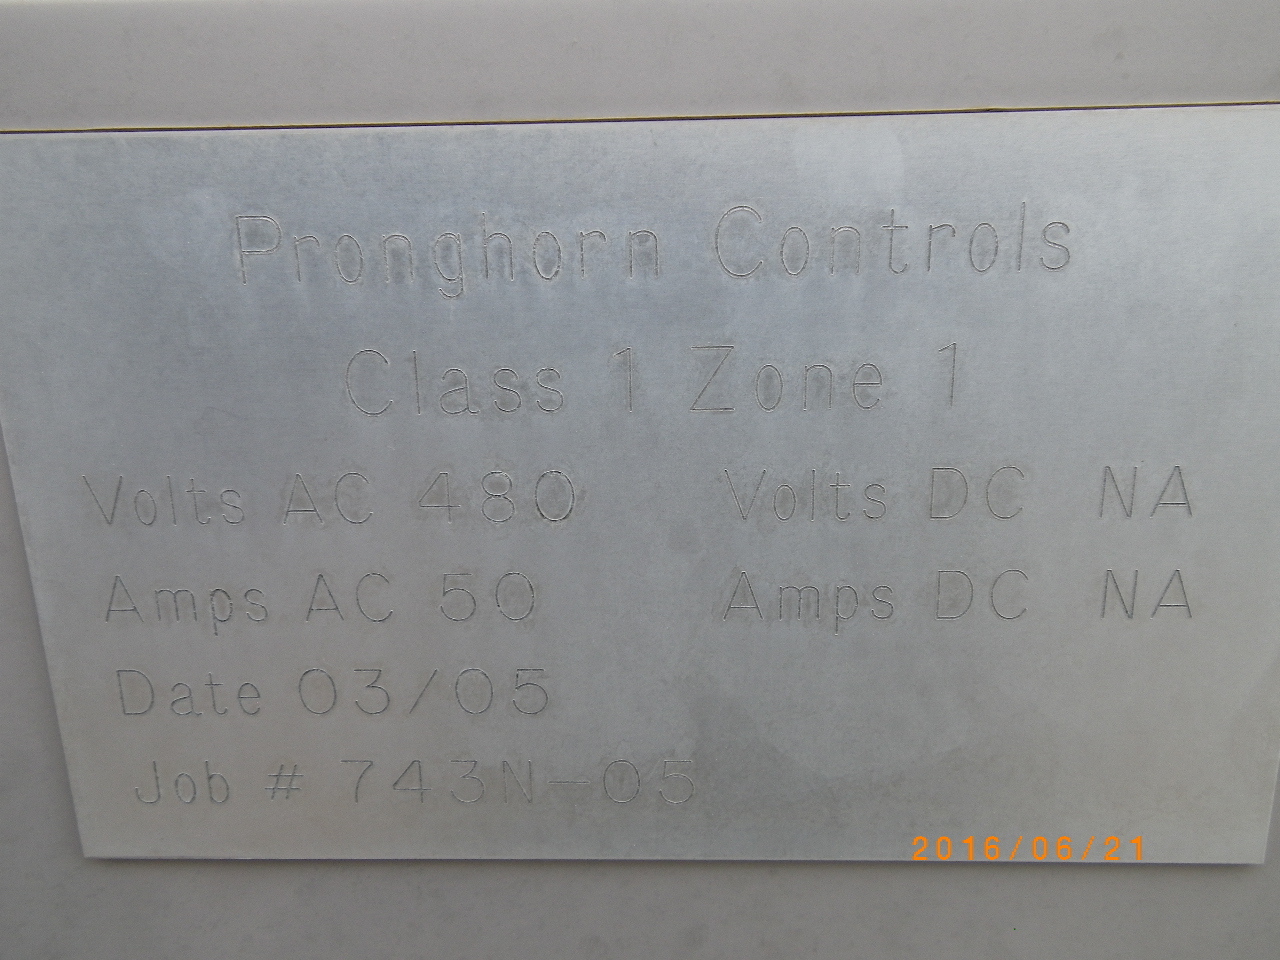 Pronghorn Controls
Class 1 Zone 1
Volts AC 480 Volts DC NA
Amps AC 50 Amps DC NA
Date 03/05
Job # 743N-05
2016/06/21